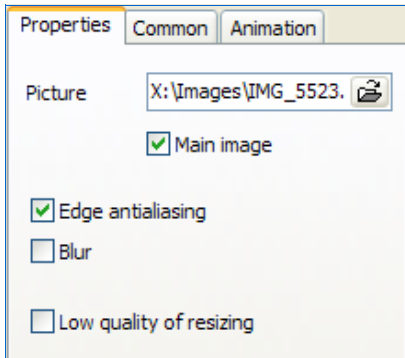 Properties Common Animation
Picture X:\Images\IMG_5523.
Main image
Edge antialiasing
Blur
Low quality of resizing